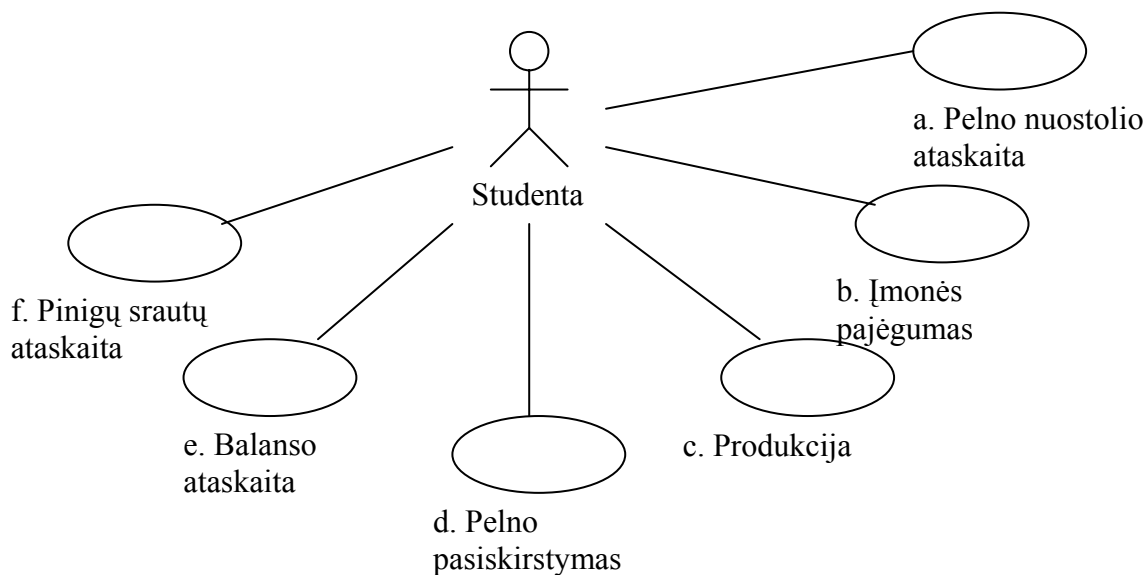 Studenta
a. Pelno nuostolio
ataskaita
b. Įmonės
pajėgumas
c. Produkcija
d. Pelno
pasiskirstymas
e. Balanso
ataskaita
f. Pinigų srautų
ataskaita